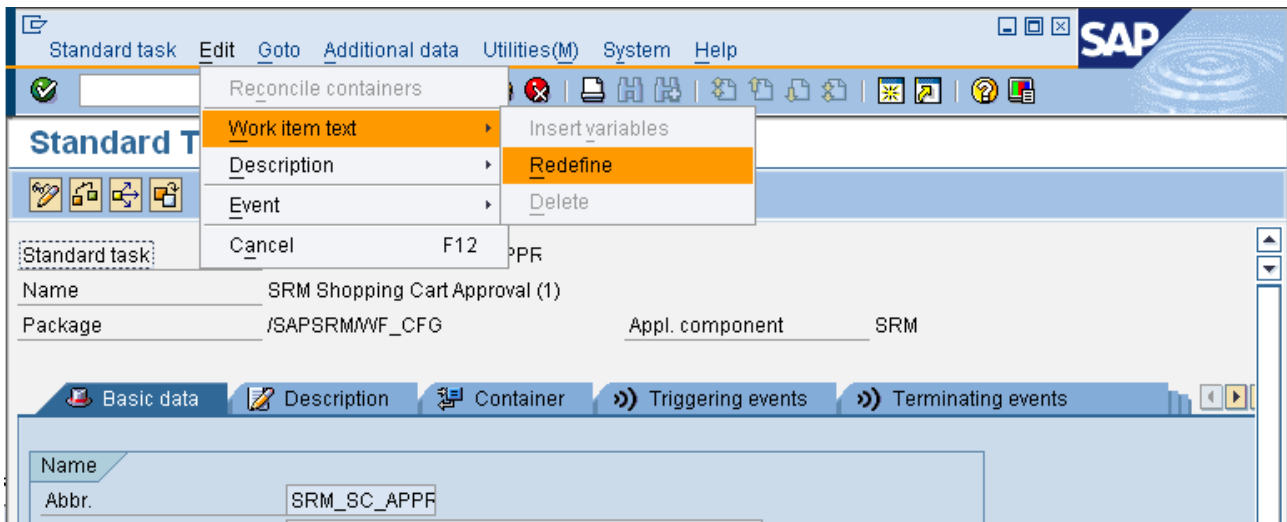 Standard task Edit Goto Additional data Utilities(M) System Help
SAP
Reconcile containers
Work item text
Insert variables
Standard T
Description
Redefine
Event
Delete
Cancel F12
Standard task
PPR
Name SRM Shopping Cart Approval (1)
Package /SAPSRM/WF_CFG Appl. component SRM
Basic data Description Container Triggering events Terminating events
Name
Abbr. SRM_SC_APPR